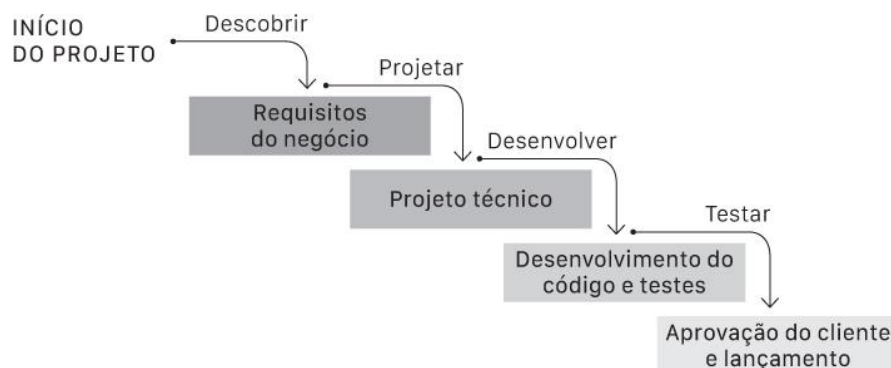 INÍCIO
DO PROJETO
Descobrir
Projetar
Requisitos
do negócio
Desenvolver
Projeto técnico
Testar
Desenvolvimento do
código e testes
Aprovação do cliente
e lançamento